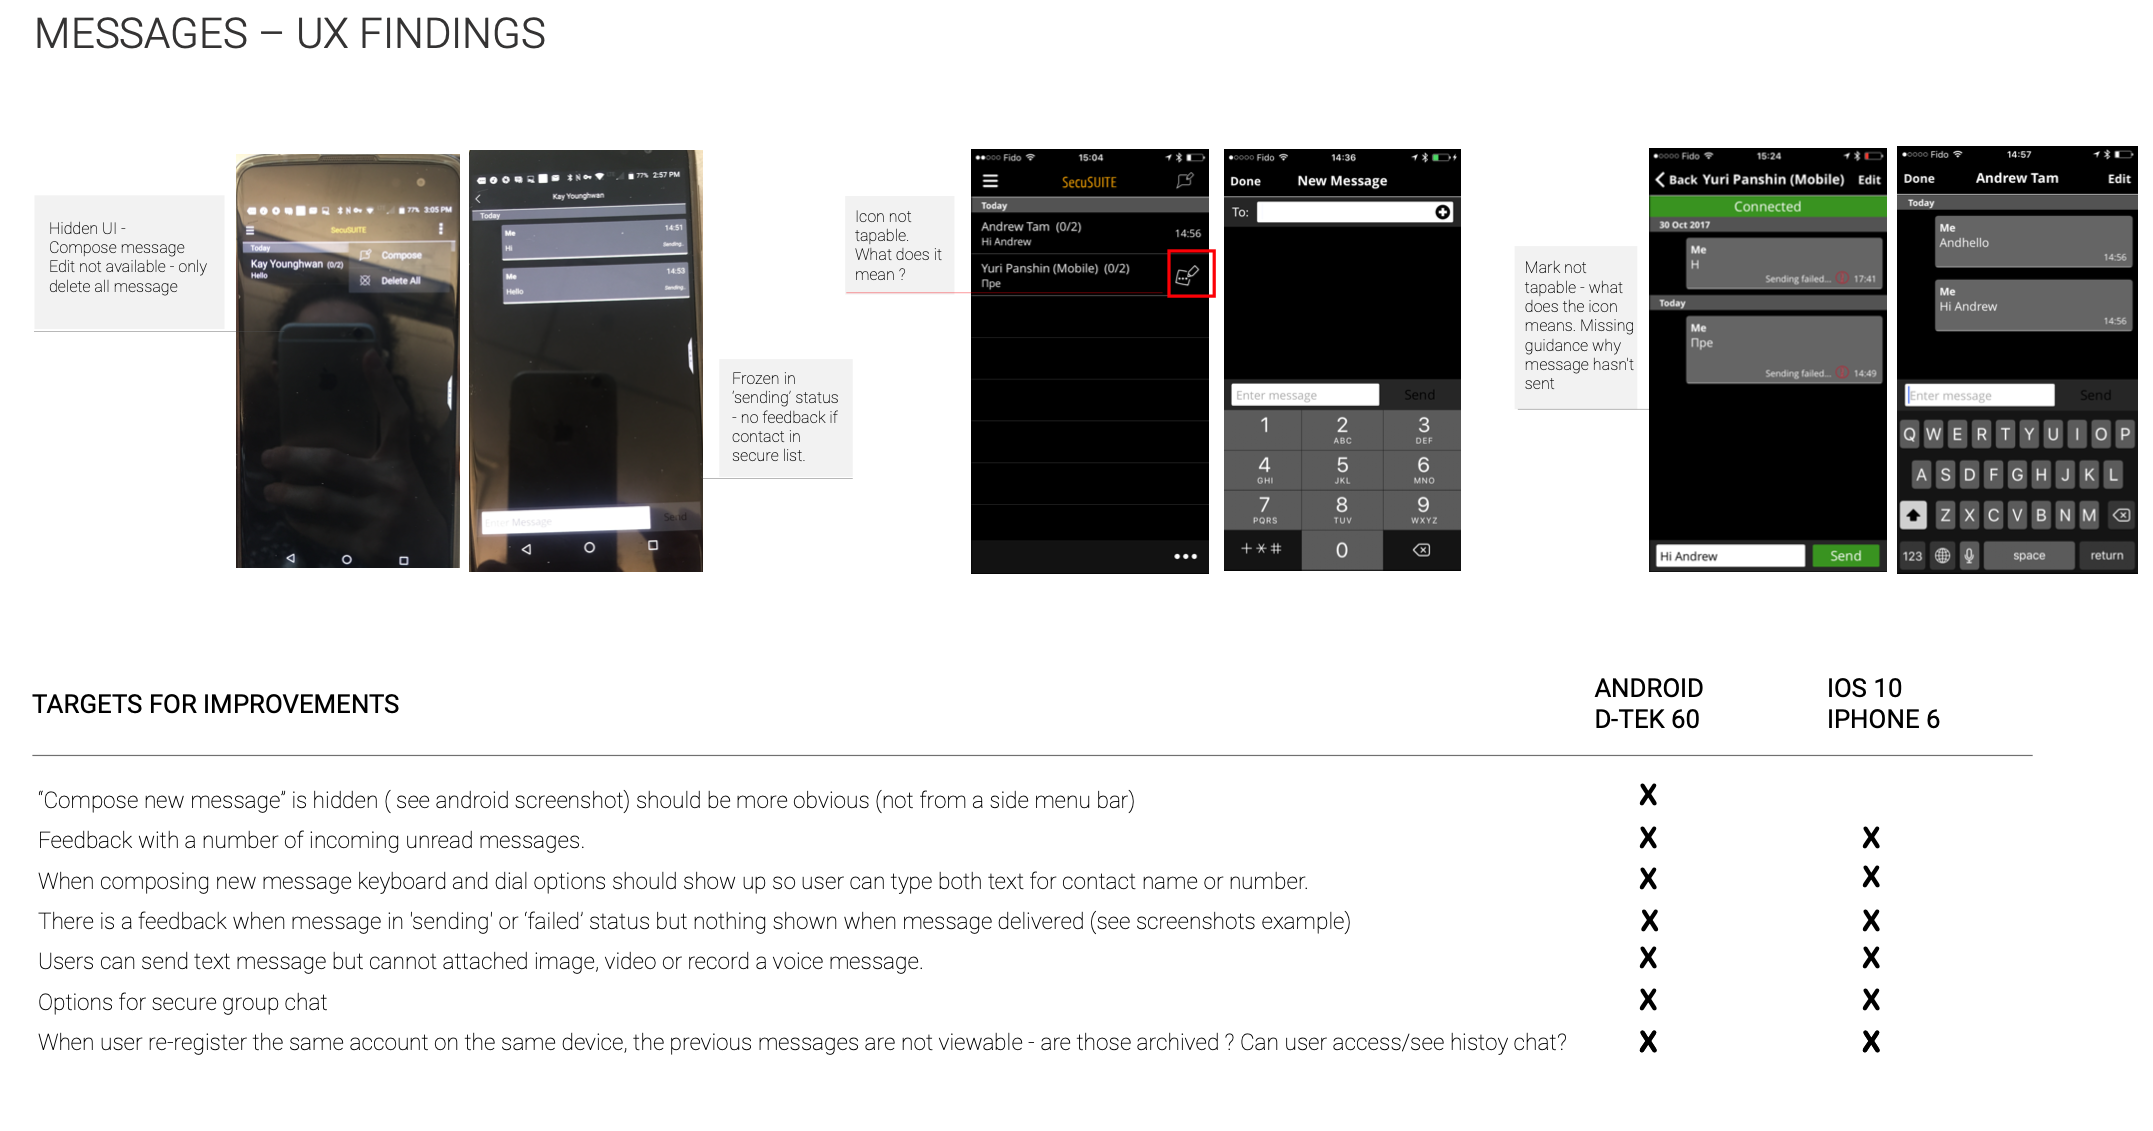 MESSAGES – UX FINDINGS
Hidden UI -
Compose message
Edit not available - only
delete all message
77% 3:05 PM
SecuSUITE
Today
Kay Younghwan (0/2)
Hello
Compose
Delete All
77% 2:57 PM
Kay Younghwan
Today
Me
14:51
Hi
Sending...
Me
14:53
Hello
Sending...
Enter Message
Send
Frozen in
‘sending’ status
- no feedback if
contact in
secure list.
Icon not
tapable.
What does it
mean ?
Fido 15:04
SecuSUITE
Today
Andrew Tam (0/2)
Hi Andrew
14:56
Yuri Panshin (Mobile) (0/2)
Пре
Fido 14:36
Done New Message
To:
Enter message Send
1 2 3
ABC DEF
4 5 6
GHI JKL MNO
7 8 9
PQRS TUV WXYZ
+*# 0
Mark not
tapable - what
does the icon
means. Missing
guidance why
message hasn't
sent
Fido 15:24
Back Yuri Panshin (Mobile) Edit
Connected
30 Oct 2017
Me
H
Sending failed... 17:41
Today
Me
Пре
Sending failed... 14:49
Hi Andrew Send
Fido 14:57
Done Andrew Tam Edit
Today
Me
Andhello
14:56
Me
Hi Andrew
14:56
Enter message Send
Q W E R T Y U I O P
A S D F G H J K L
Z X C V B N M
123 space return
TARGETS FOR IMPROVEMENTS
ANDROID
D-TEK 60
IOS 10
IPHONE 6
“Compose new message” is hidden ( see android screenshot) should be more obvious (not from a side menu bar) X
Feedback with a number of incoming unread messages. X X
When composing new message keyboard and dial options should show up so user can type both text for contact name or number. X X
There is a feedback when message in 'sending' or ‘failed’ status but nothing shown when message delivered (see screenshots example) X X
Users can send text message but cannot attached image, video or record a voice message. X X
Options for secure group chat X X
When user re-register the same account on the same device, the previous messages are not viewable - are those archived ? Can user access/see histoy chat? X X